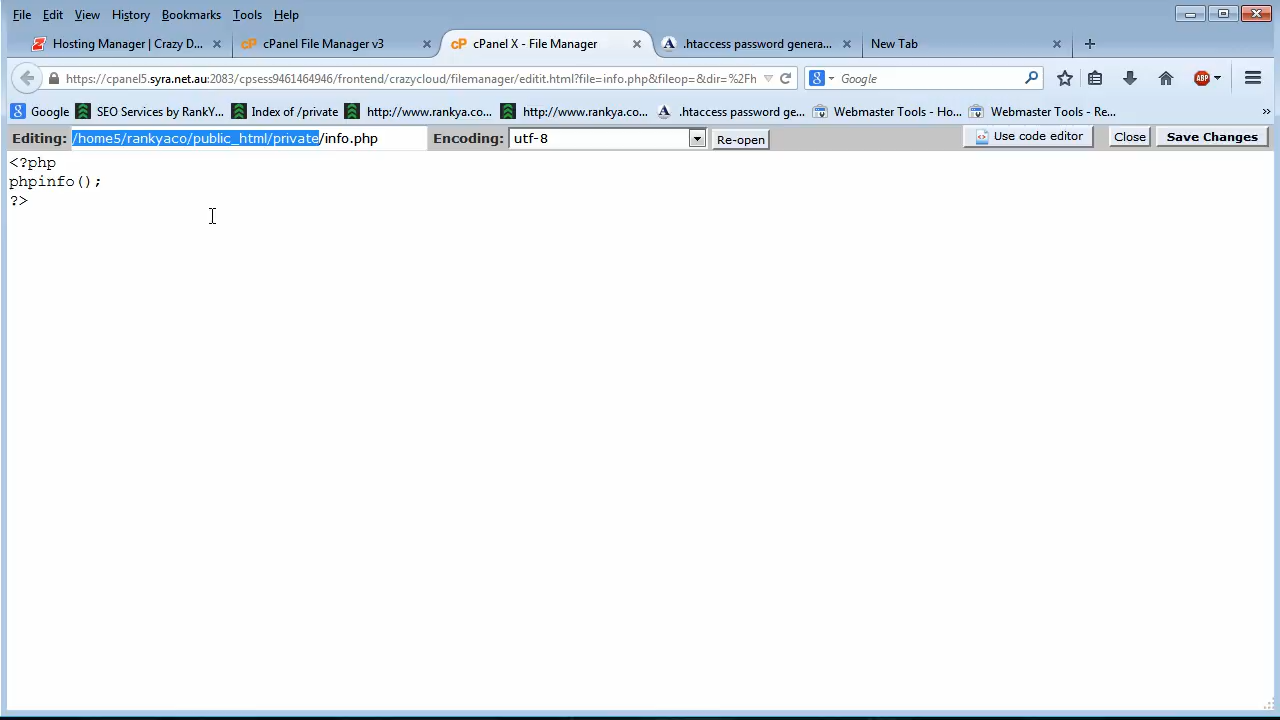 File Edit View History Bookmarks Tools Help
Hosting Manager | Crazy D... cPanel File Manager v3 cPanel X - File Manager .htaccess password genera... New Tab
https://cpanel5.syra.net.au:2083/cpsess9461464946/frontend/crazycloud/filemanager/editit.html?file=info.php&fileop=&dir=%2Fh Google ABP
Google SEO Services by RankY... Index of /private http://www.rankya.co... http://www.rankya.co... .htaccess password ge... Webmaster Tools - Ho... Webmaster Tools - Re...
Editing: /home5/rankyaco/public_html/private/info.php Encoding: utf-8 Re-open Use code editor Close Save Changes
<?php
phpinfo();
?>